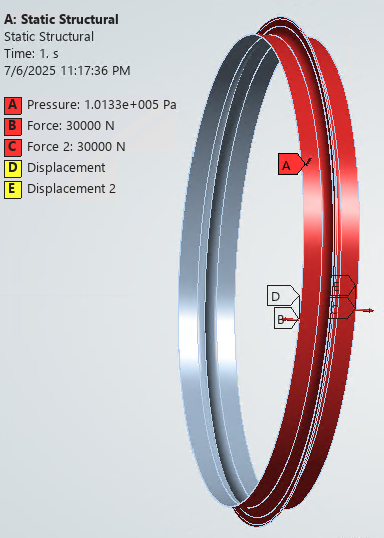 A: Static Structural
Static Structural
Time: 1. s
7/6/2025 11:17:36 PM
A Pressure: 1.0133e+005 Pa
B Force: 30000 N
C Force 2: 30000 N
D Displacement
E Displacement 2
A
D
B